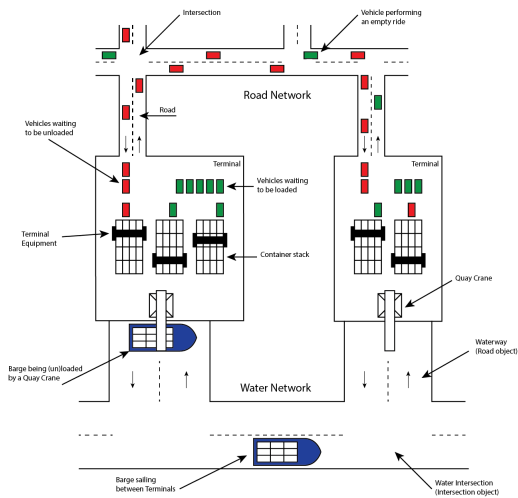 Intersection
Vehicle performing
an empty ride
Road Network
Road
Vehicles waiting
to be unloaded
Terminal
Terminal
Vehicles waiting
to be loaded
Terminal
Equipment
Container stack
Quay Crane
Waterway
(Road object)
Barge being (un)loaded
by a Quay Crane
Water Network
Barge sailing
between Terminals
Water Intersection
(Intersection object)